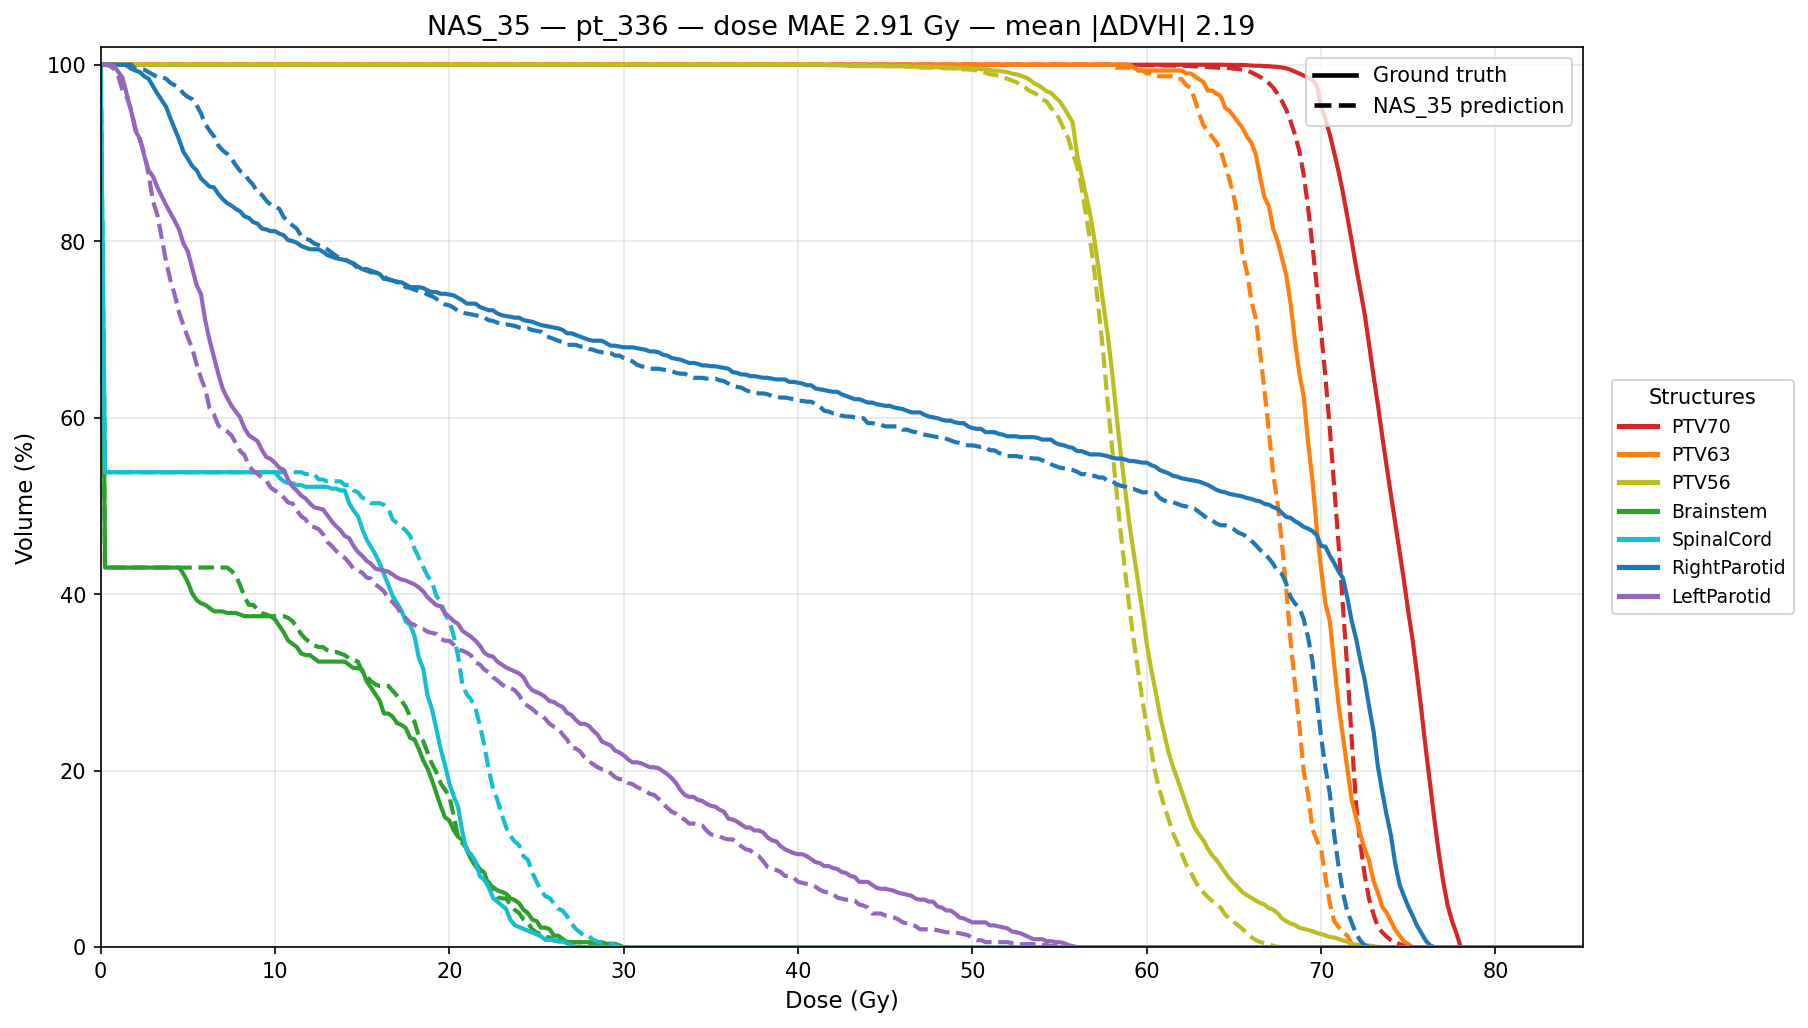 NAS_35 — pt_336 — dose MAE 2.91 Gy — mean |ΔDVH| 2.19
Ground truth
NAS_35 prediction
Volume (%)
100
80
60
40
20
0
0 10 20 30 40 50 60 70 80
Dose (Gy)
Structures
PTV70
PTV63
PTV56
Brainstem
SpinalCord
RightParotid
LeftParotid